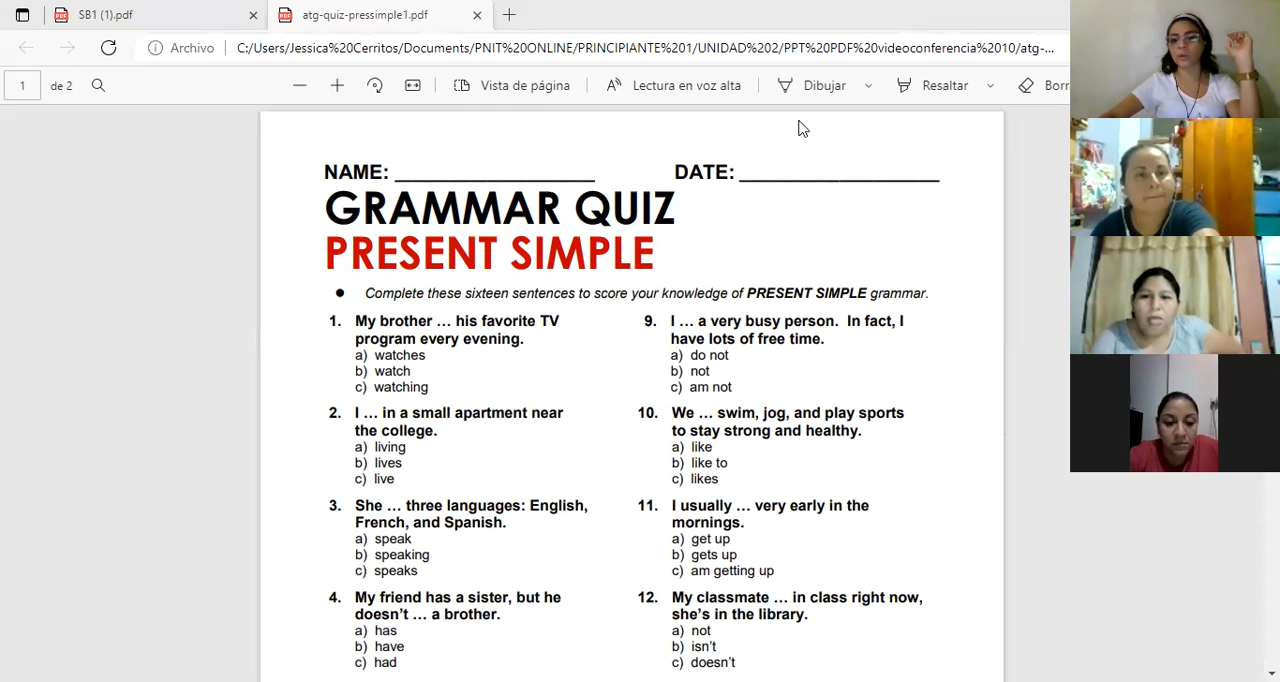 SB1 (1).pdf
atg-quiz-pressimple1.pdf
Archivo
C:/Users/Jessica%20Cerritos/Documents/PNIT%20ONLINE/PRINCIPIANTE%201/UNIDAD%202/PPT%20PDF%20videoconferencia%2010/atg-...
1 de 2
Vista de página
Lectura en voz alta
Dibujar
Resaltar
Borr
NAME: __________________ DATE: __________________
GRAMMAR QUIZ
PRESENT SIMPLE
● Complete these sixteen sentences to score your knowledge of PRESENT SIMPLE grammar.
1. My brother … his favorite TV
program every evening.
a) watches
b) watch
c) watching
2. I … in a small apartment near
the college.
a) living
b) lives
c) live
3. She … three languages: English,
French, and Spanish.
a) speak
b) speaking
c) speaks
4. My friend has a sister, but he
doesn’t … a brother.
a) has
b) have
c) had
9. I … a very busy person. In fact, I
have lots of free time.
a) do not
b) not
c) am not
10. We … swim, jog, and play sports
to stay strong and healthy.
a) like
b) like to
c) likes
11. I usually … very early in the
mornings.
a) get up
b) gets up
c) am getting up
12. My classmate … in class right now,
she’s in the library.
a) not
b) isn’t
c) doesn’t